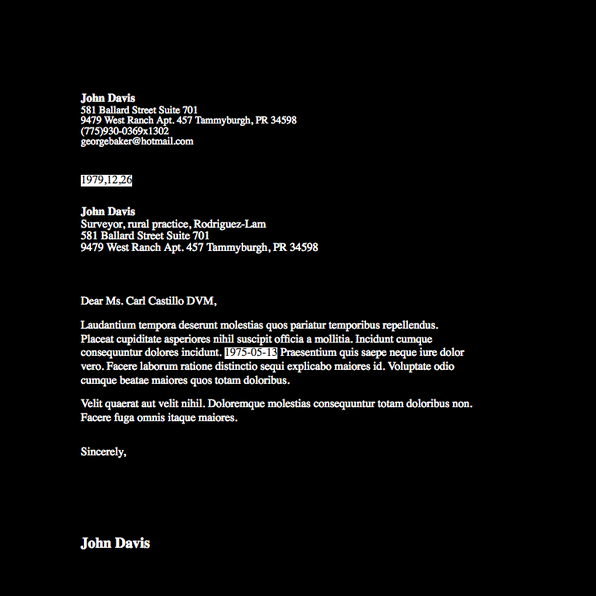 John Davis
581 Ballard Street Suite 701
9479 West Ranch Apt. 457 Tammyburgh, PR 34598
(775)930-0369x1302
georgebaker@hotmail.com
1979,12,26
John Davis
Surveyor, rural practice, Rodriguez-Lam
581 Ballard Street Suite 701
9479 West Ranch Apt. 457 Tammyburgh, PR 34598
Dear Ms. Carl Castillo DVM,
Laudantium tempora deserunt molestias quos pariatur temporibus repellendus.
Placeat cupiditate asperiores nihil suscipit officia a mollitia. Incidunt cumque
consequuntur dolores incidunt. 1975-05-13 Praesentium quis saepe neque iure dolor
vero. Facere laborum ratione distinctio sequi explicabo maiores id. Voluptate odio
cumque beatae maiores quos totam doloribus.
Velit quaerat aut velit nihil. Doloremque molestias consequuntur totam doloribus non.
Facere fuga omnis itaque maiores.
Sincerely,
John Davis